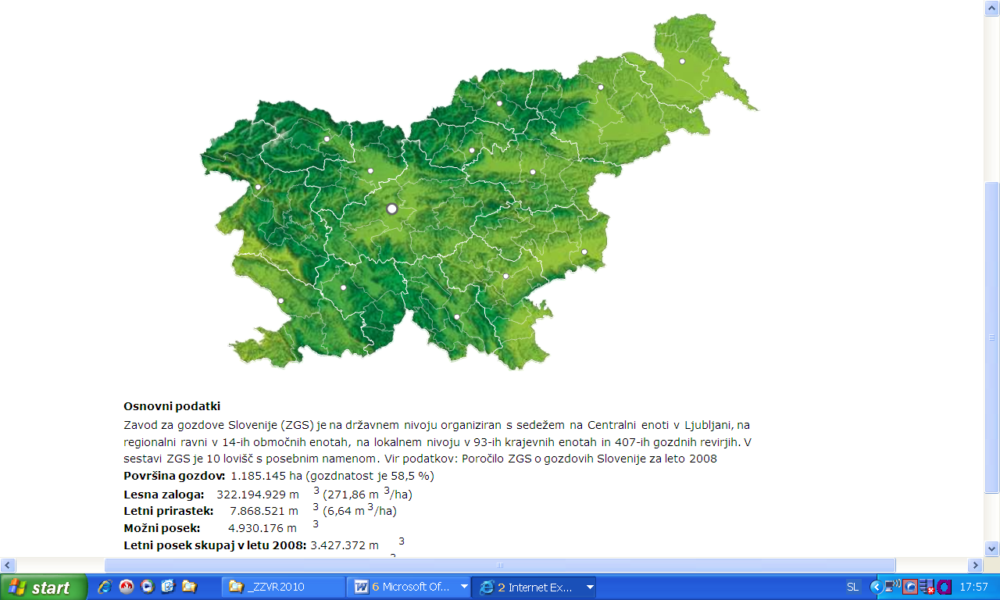 Osnovni podatki
Zavod za gozdove Slovenije (ZGS) je na državnem nivoju organiziran s sedežem na Centralni enoti v Ljubljani, na
regionalni ravni v 14-ih območnih enotah, na lokalnem nivoju v 93-ih krajevnih enotah in 407-ih gozdnih revirjih. V
sestavi ZGS je 10 lovišč s posebnim namenom. Vir podatkov: Poročilo ZGS o gozdovih Slovenije za leto 2008
Površina gozdov: 1.185.145 ha (gozdnatost je 58,5 %)
Lesna zaloga: 322.194.929 m 3 (271,86 m 3/ha)
Letni prirastek: 7.868.521 m 3 (6,64 m 3/ha)
Možni posek: 4.930.176 m 3
Letni posek skupaj v letu 2008: 3.427.372 m 3
start _ZZVR2010 6 Microsoft Of... 2 Internet Ex... SL 17:57